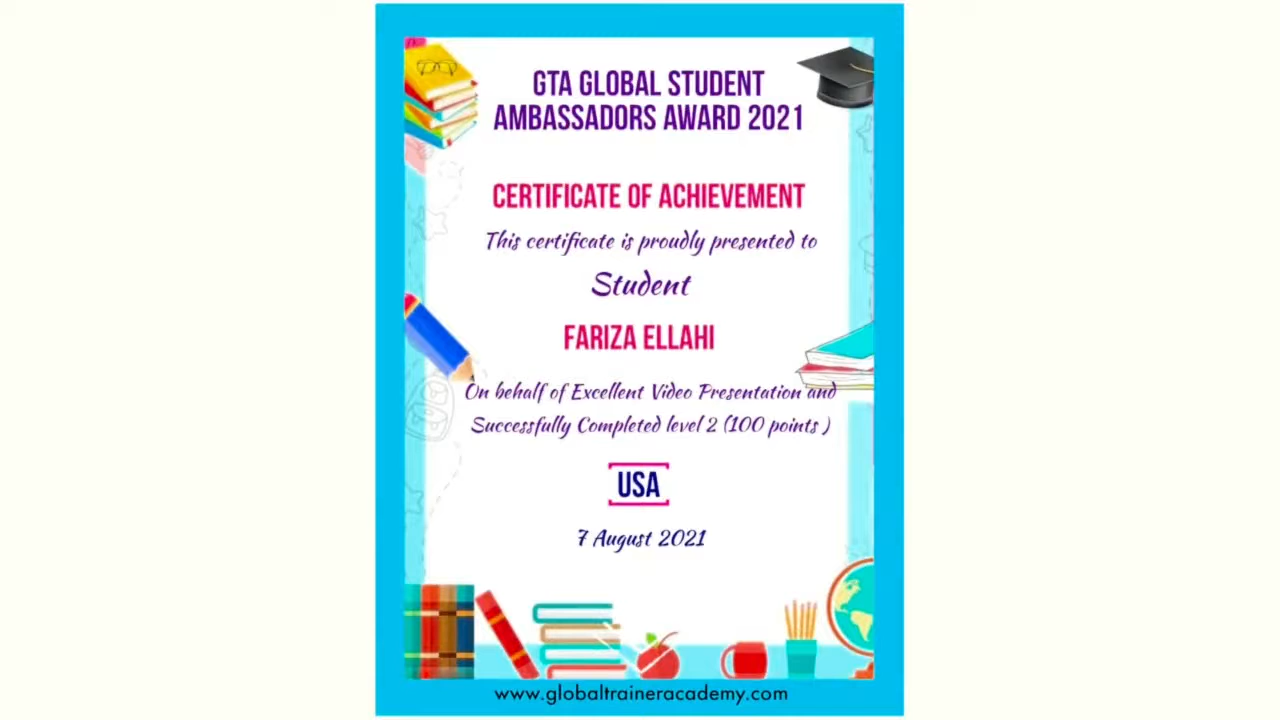 GTA GLOBAL STUDENT
AMBASSADORS AWARD 2021
CERTIFICATE OF ACHIEVEMENT
This certificate is proudly presented to
Student
FARIZA ELLAHI
On behalf of Excellent Video Presentation and
Successfully Completed level 2 (100 points )
USA
7 August 2021
www.globaltraineracademy.com